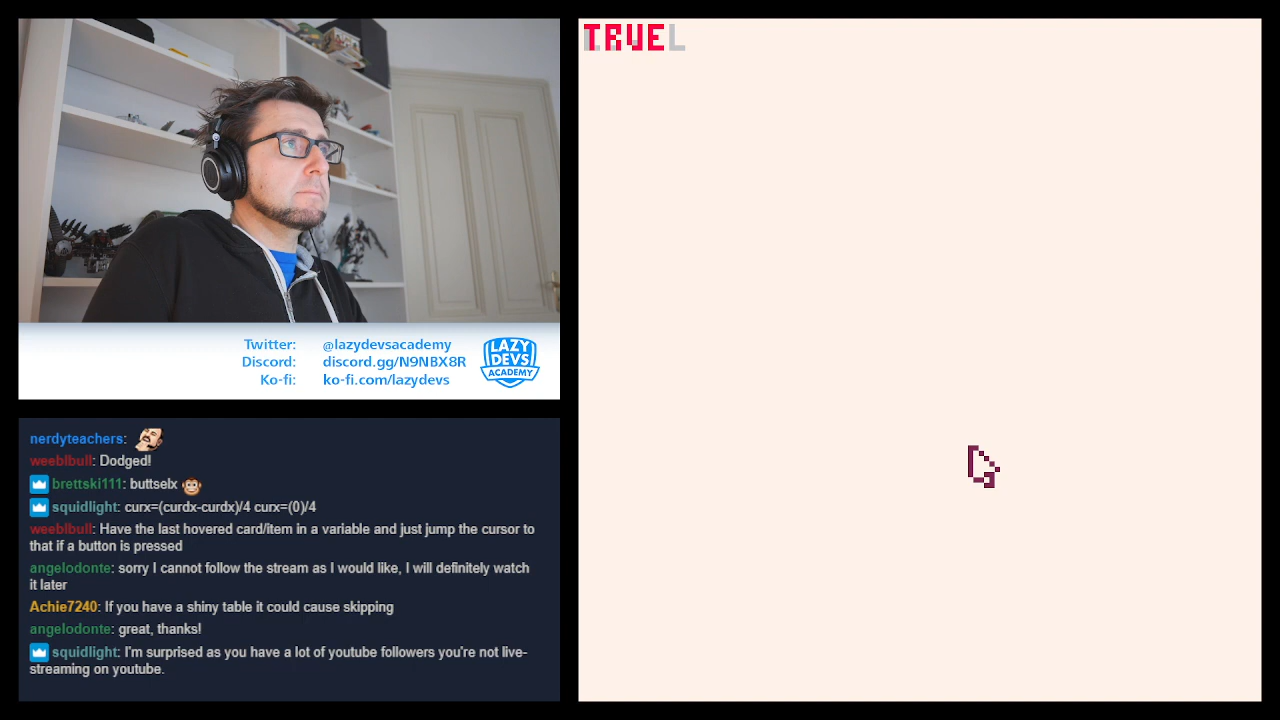 TRUE
Twitter: @lazydevsacademy
Discord: discord.gg/N9NBX8R
Ko-fi: ko-fi.com/lazydevs
LAZY
DEVS
ACADEMY
nerdyteachers:
weeblbull: Dodged!
brettski111: buttselx
squidlight: curx=(curdx-curdx)/4 curx=(0)/4
weeblbull: Have the last hovered card/item in a variable and just jump the cursor to
that if a button is pressed
angelodonte: sorry I cannot follow the stream as I would like, I will definitely watch
it later
Achie7240: If you have a shiny table it could cause skipping
angelodonte: great, thanks!
squidlight: I'm surprised as you have a lot of youtube followers you're not live-
streaming on youtube.